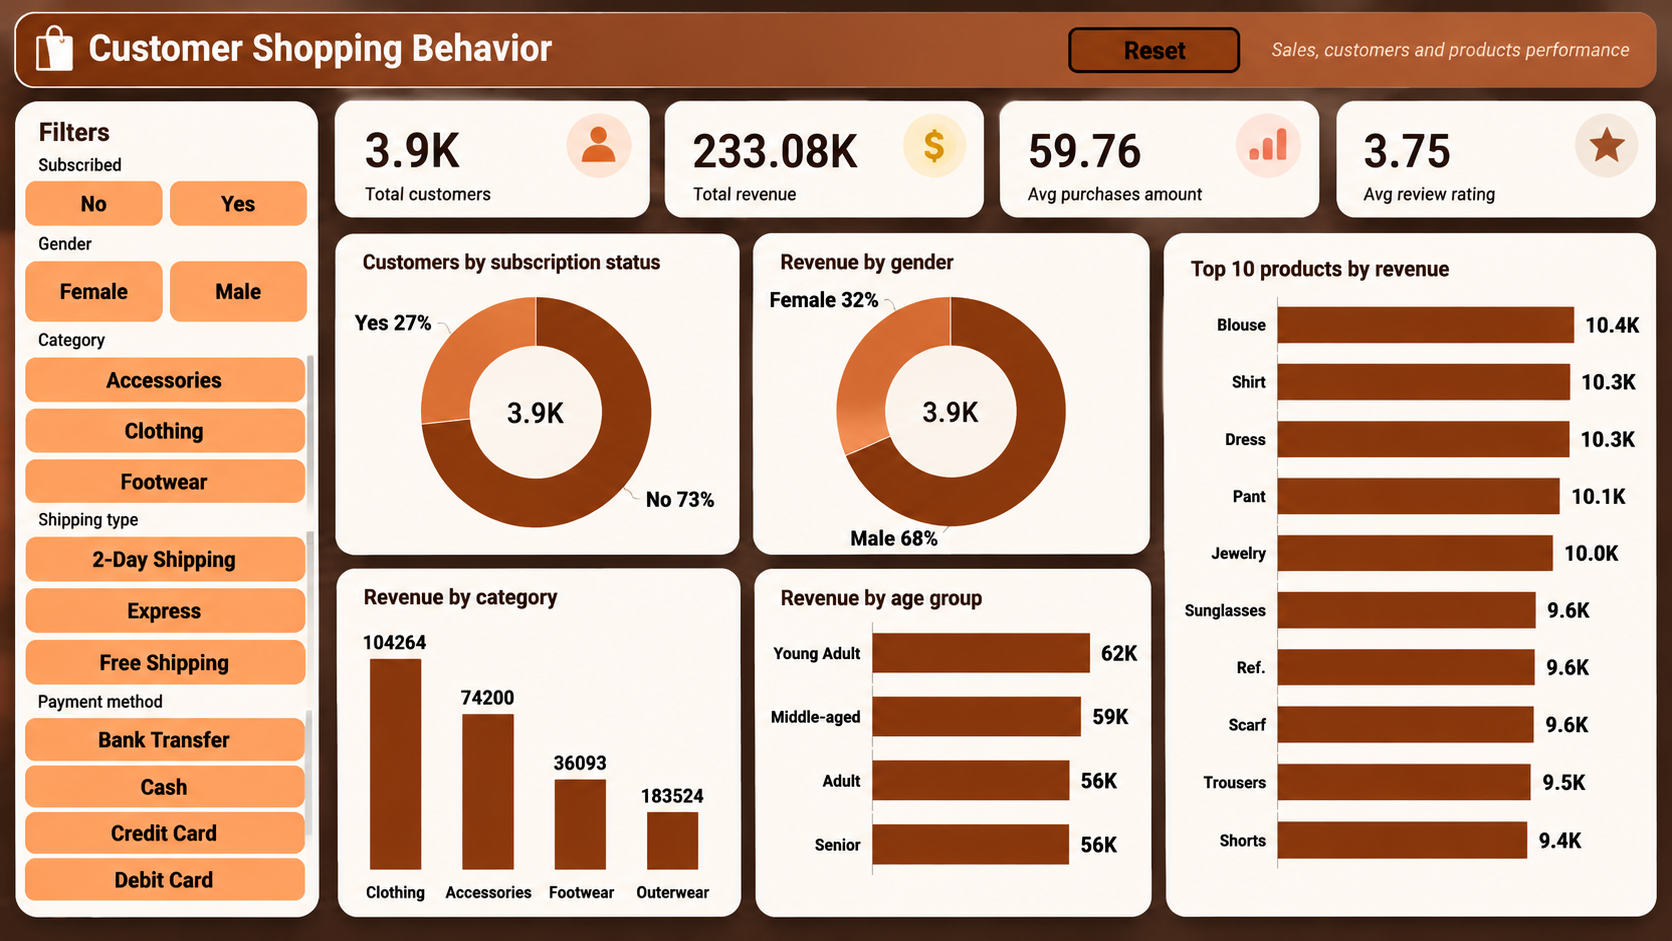 Customer Shopping Behavior
Reset
Sales, customers and products performance
Filters
Subscribed
No
Yes
Gender
Female
Male
Category
Accessories
Clothing
Footwear
Shipping type
2-Day Shipping
Express
Free Shipping
Payment method
Bank Transfer
Cash
Credit Card
Debit Card
3.9K
Total customers
233.08K
$
Total revenue
59.76
Avg purchases amount
3.75
Avg review rating
Customers by subscription status
Yes 27%
3.9K
No 73%
Revenue by gender
Female 32%
3.9K
Male 68%
Revenue by category
104264
74200
36093
183524
Clothing
Accessories
Footwear
Outerwear
Revenue by age group
Young Adult 62K
Middle-aged 59K
Adult 56K
Senior 56K
Top 10 products by revenue
Blouse 10.4K
Shirt 10.3K
Dress 10.3K
Pant 10.1K
Jewelry 10.0K
Sunglasses 9.6K
Ref. 9.6K
Scarf 9.6K
Trousers 9.5K
Shorts 9.4K